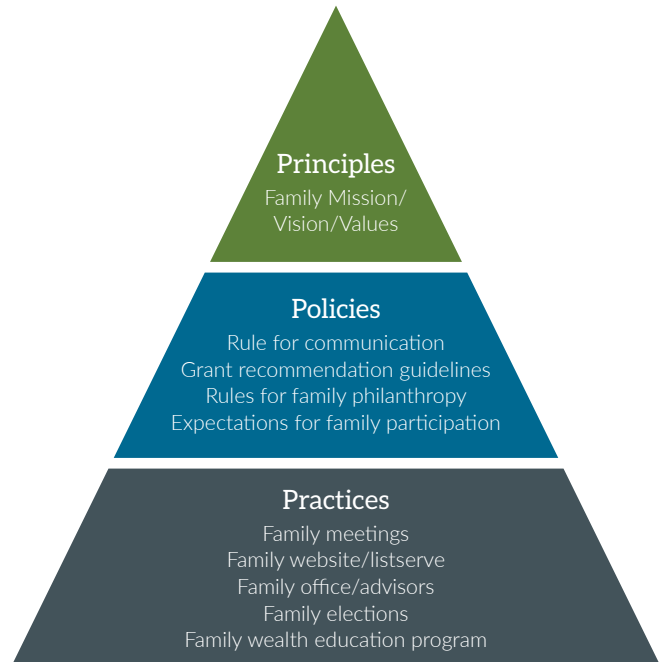 Principles
Family Mission/
Vision/Values
Policies
Rule for communication
Grant recommendation guidelines
Rules for family philanthropy
Expectations for family participation
Practices
Family meetings
Family website/listserve
Family office/advisors
Family elections
Family wealth education program